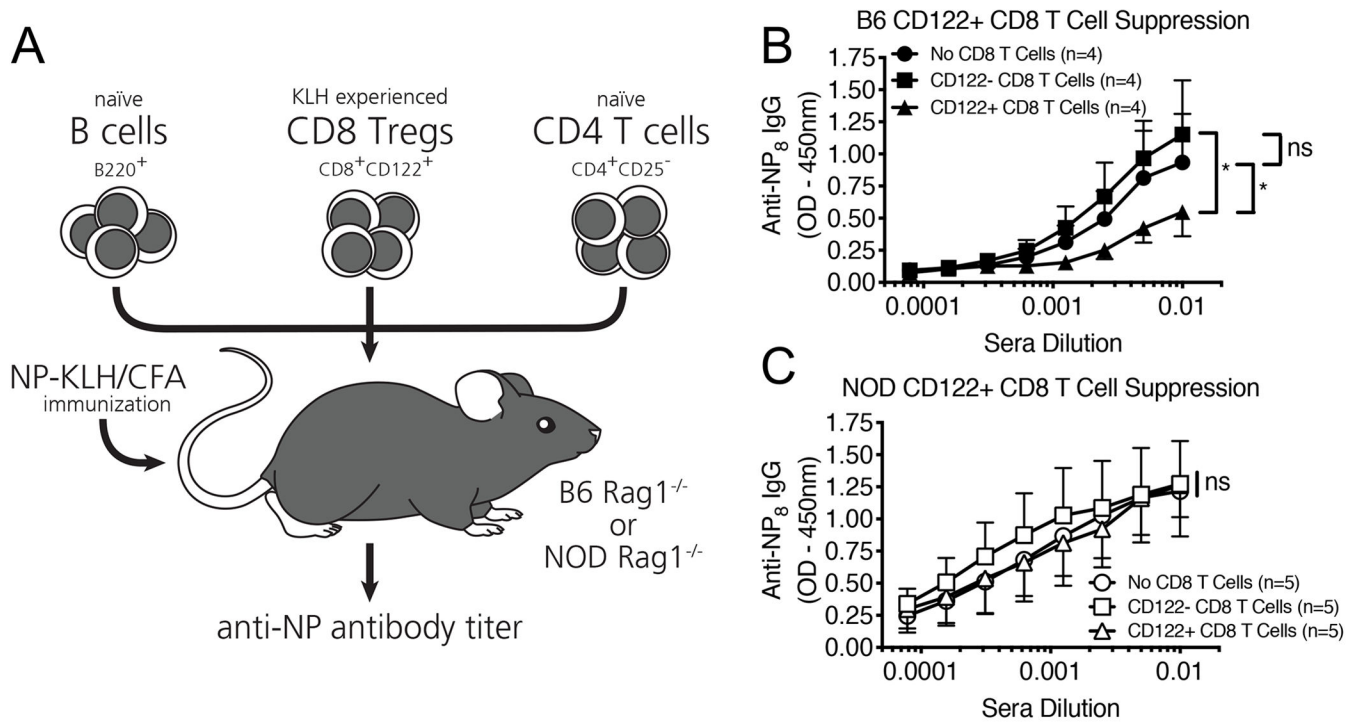 A
naïve
B cells
B220⁺
KLH experienced
CD8 Tregs
CD8⁺CD122⁺
naïve
CD4 T cells
CD4⁺CD25⁻
NP-KLH/CFA
immunization
B6 Rag1⁻/⁻
or
NOD Rag1⁻/⁻
anti-NP antibody titer
B
B6 CD122+ CD8 T Cell Suppression
No CD8 T Cells (n=4)
CD122- CD8 T Cells (n=4)
CD122+ CD8 T Cells (n=4)
Anti-NP₈ IgG
(OD - 450nm)
1.75
1.50
1.25
1.00
0.75
0.50
0.25
0.00
0.0001
0.001
0.01
Sera Dilution
ns
*
*
C
NOD CD122+ CD8 T Cell Suppression
Anti-NP₈ IgG
(OD - 450nm)
1.75
1.50
1.25
1.00
0.75
0.50
0.25
0.00
ns
No CD8 T Cells (n=5)
CD122- CD8 T Cells (n=5)
CD122+ CD8 T Cells (n=5)
0.0001
0.001
0.01
Sera Dilution